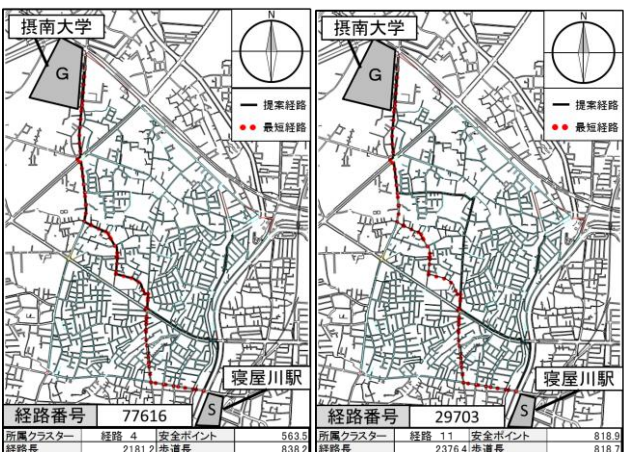 摂南大学
N
G
提案経路
最短経路
寝屋川駅
S
経路番号 77616
所属クラスター 経路 4 安全ポイント 563.5
経路長 2181.2 歩道長 838.2
摂南大学
N
G
提案経路
最短経路
寝屋川駅
S
経路番号 29703
所属クラスター 経路 11 安全ポイント 818.9
経路長 2376.4 歩道長 818.7